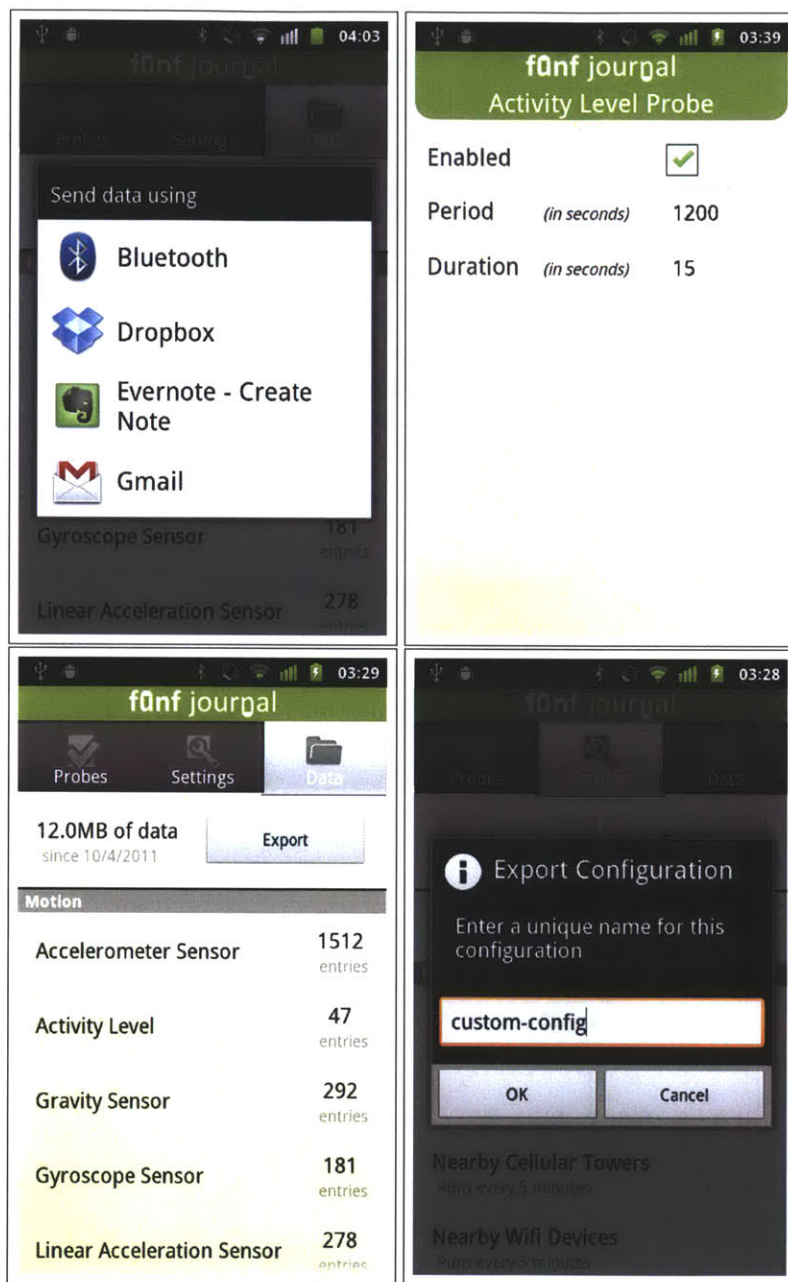 04:03
funf journal
Probes
Settings
Data
Send data using
Bluetooth
Dropbox
Evernote - Create
Note
Gmail
Gyroscope Sensor
181
entries
Linear Acceleration Sensor
278
03:39
funf journal
Activity Level Probe
Enabled
Period (in seconds) 1200
Duration (in seconds) 15
03:29
funf journal
Probes
Settings
Data
12.0MB of data
since 10/4/2011
Export
Motion
Accelerometer Sensor
1512
entries
Activity Level
47
entries
Gravity Sensor
292
entries
Gyroscope Sensor
181
entries
Linear Acceleration Sensor
278
entries
03:28
funf journal
Probes
Settings
Data
Export Configuration
Enter a unique name for this
configuration
custom-config
OK
Cancel
Nearby Cellular Towers
Runs every 5 minutes
Nearby Wifi Devices
Runs every 5 minutes